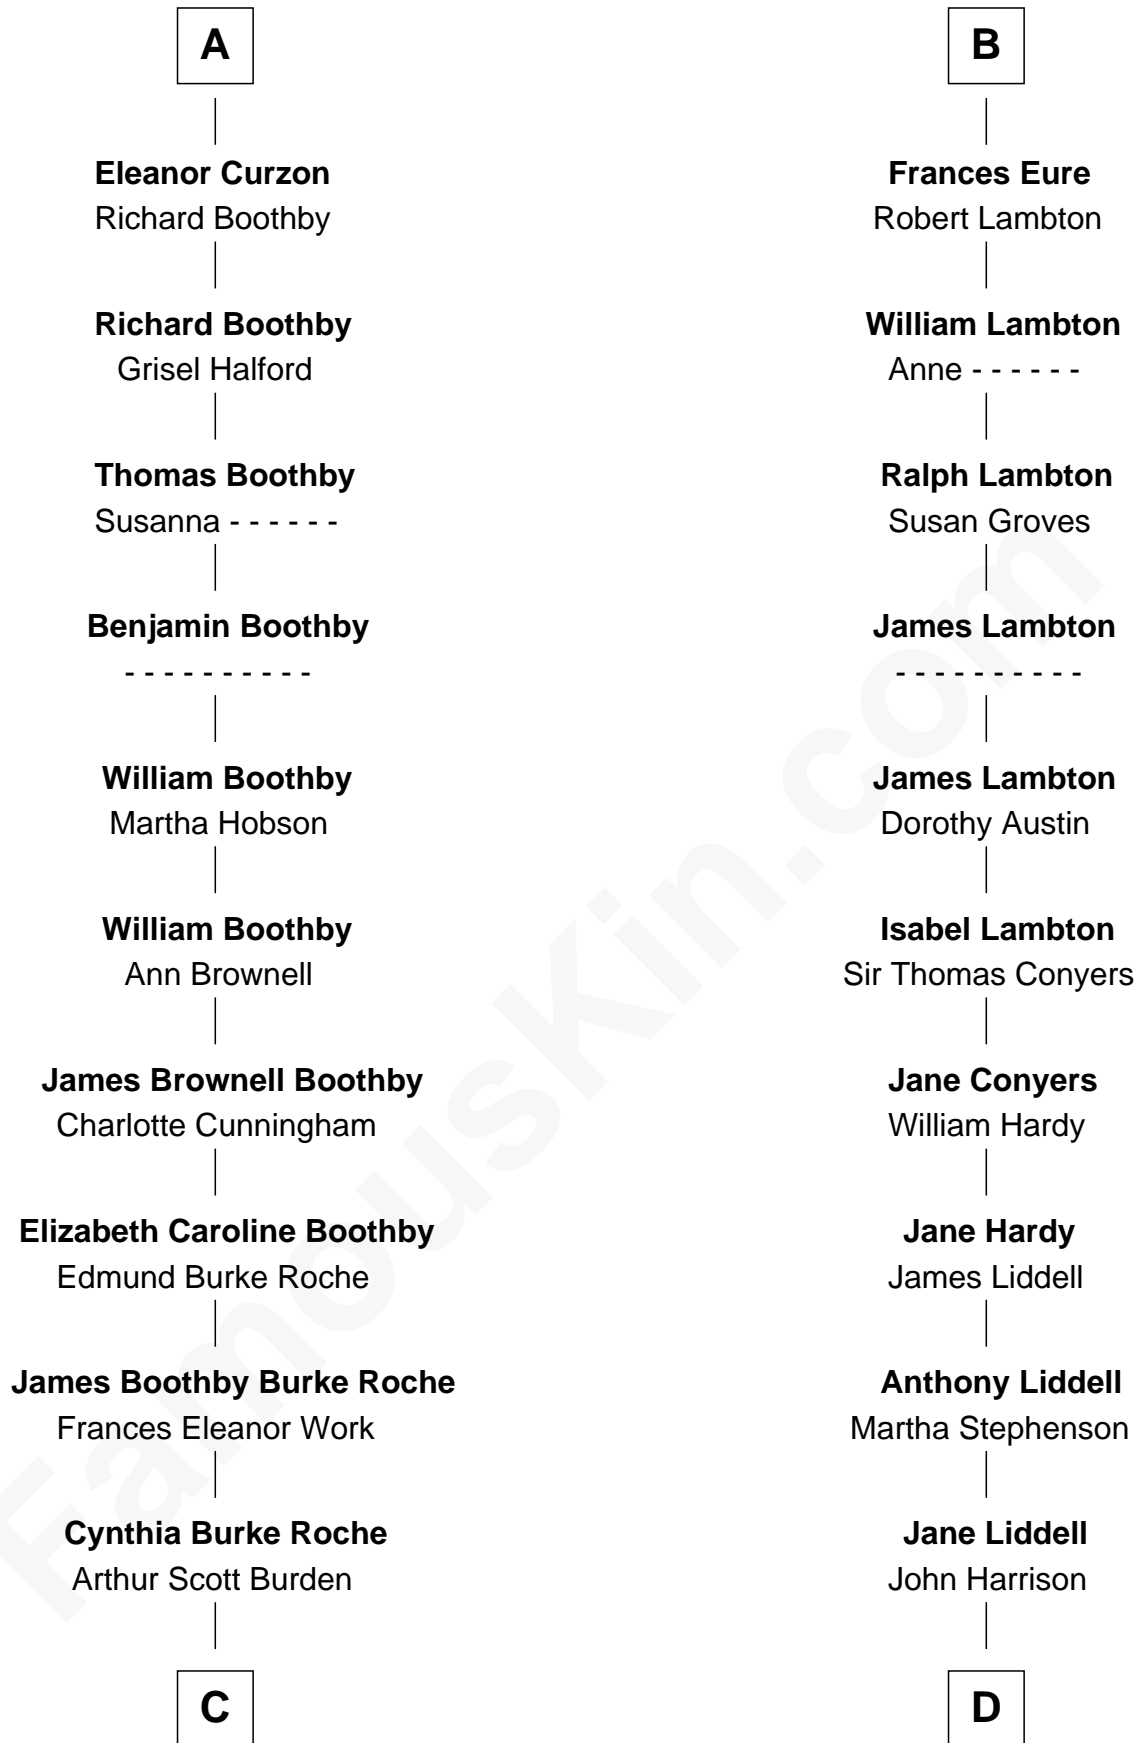 A
Eleanor Curzon
Richard Boothby
Richard Boothby
Grisel Halford
Thomas Boothby
Susanna - - - - - -
Benjamin Boothby
- - - - - - - - - -
William Boothby
Martha Hobson
William Boothby
Ann Brownell
James Brownell Boothby
Charlotte Cunningham
Elizabeth Caroline Boothby
Edmund Burke Roche
James Boothby Burke Roche
Frances Eleanor Work
Cynthia Burke Roche
Arthur Scott Burden
C
B
Frances Eure
Robert Lambton
William Lambton
Anne - - - - - -
Ralph Lambton
Susan Groves
James Lambton
- - - - - - - - - -
James Lambton
Dorothy Austin
Isabel Lambton
Sir Thomas Conyers
Jane Conyers
William Hardy
Jane Hardy
James Liddell
Anthony Liddell
Martha Stephenson
Jane Liddell
John Harrison
D
FamousKin.com